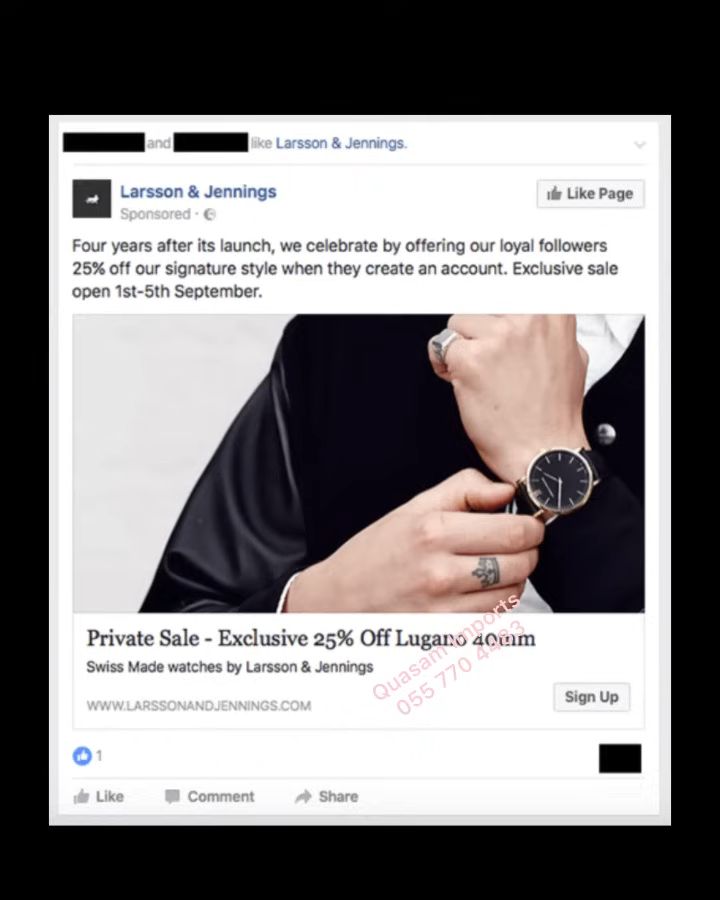 and
like Larsson & Jennings.
Larsson & Jennings
Like Page
Sponsored ·
Four years after its launch, we celebrate by offering our loyal followers
25% off our signature style when they create an account. Exclusive sale
open 1st-5th September.
Private Sale - Exclusive 25% Off Lugano 40mm
Swiss Made watches by Larsson & Jennings
Quasam Imports
055 770 4483
WWW.LARSSONANDJENNINGS.COM
Sign Up
1
Like Comment Share